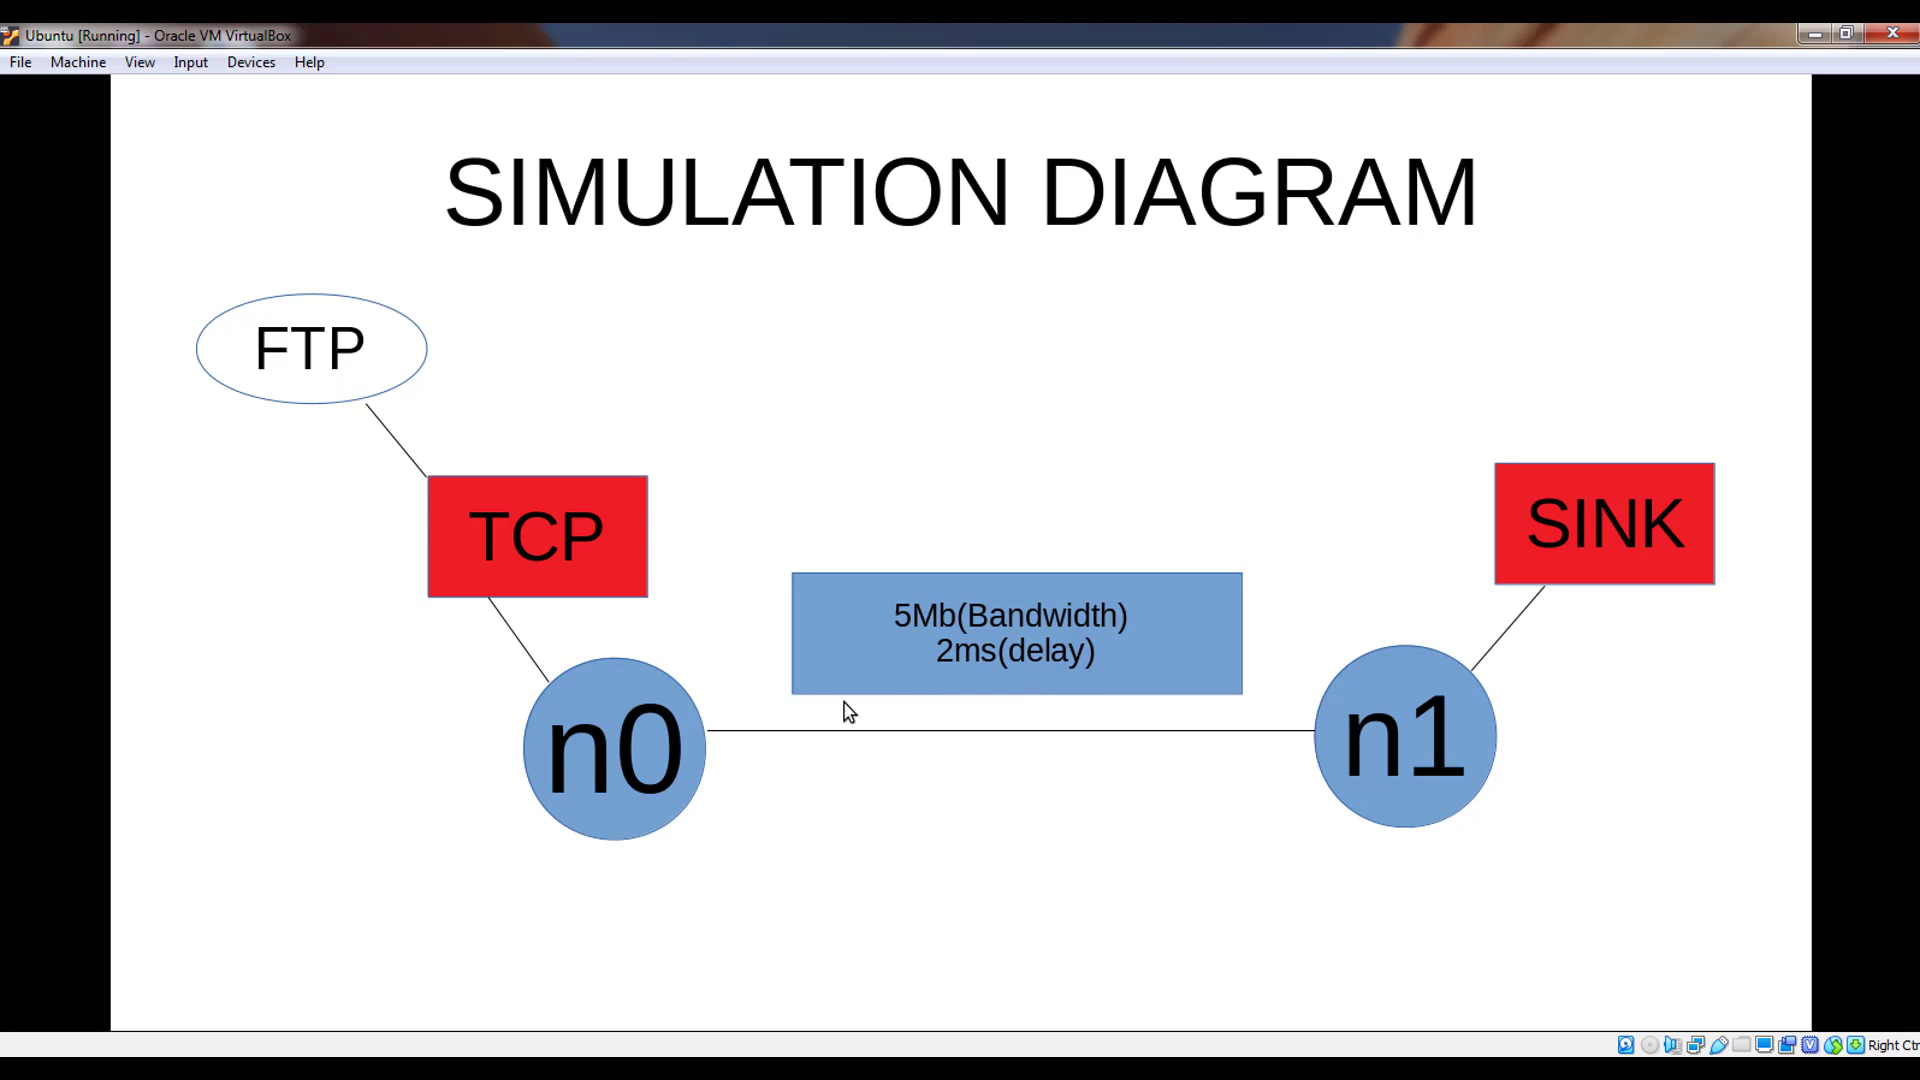 Ubuntu [Running] - Oracle VM VirtualBox
File Machine View Input Devices Help
SIMULATION DIAGRAM
FTP
TCP
SINK
5Mb(Bandwidth)
2ms(delay)
n0
n1
Right Ctr